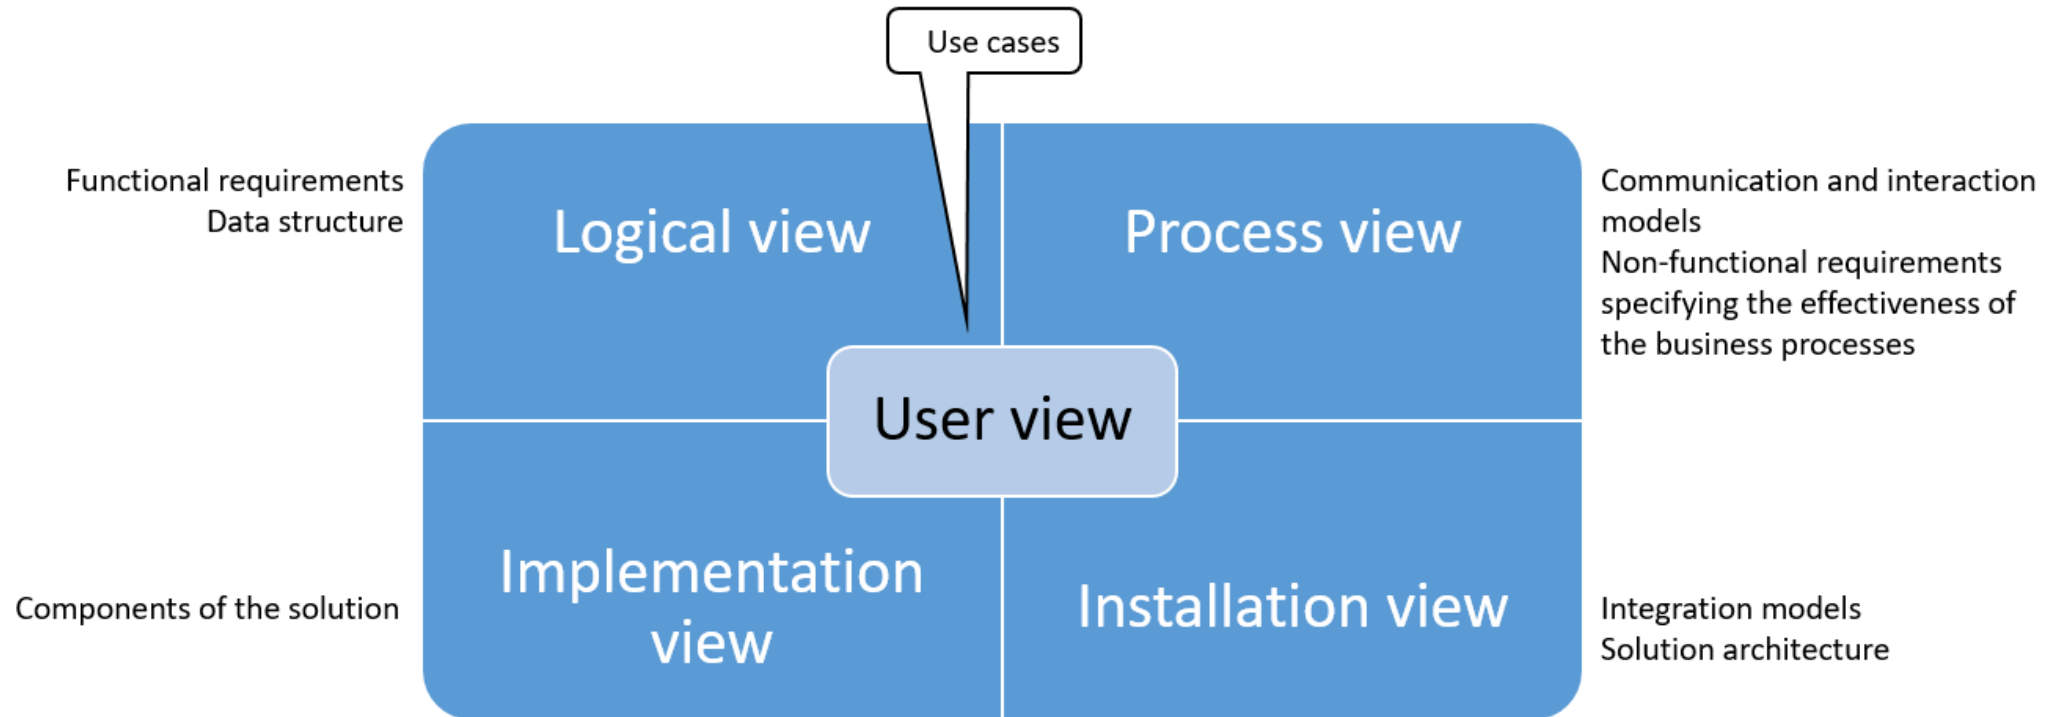 Use cases
Functional requirements
Data structure
Logical view
Process view
Communication and interaction
models
Non-functional requirements
specifying the effectiveness of
the business processes
User view
Components of the solution
Implementation
view
Installation view
Integration models
Solution architecture